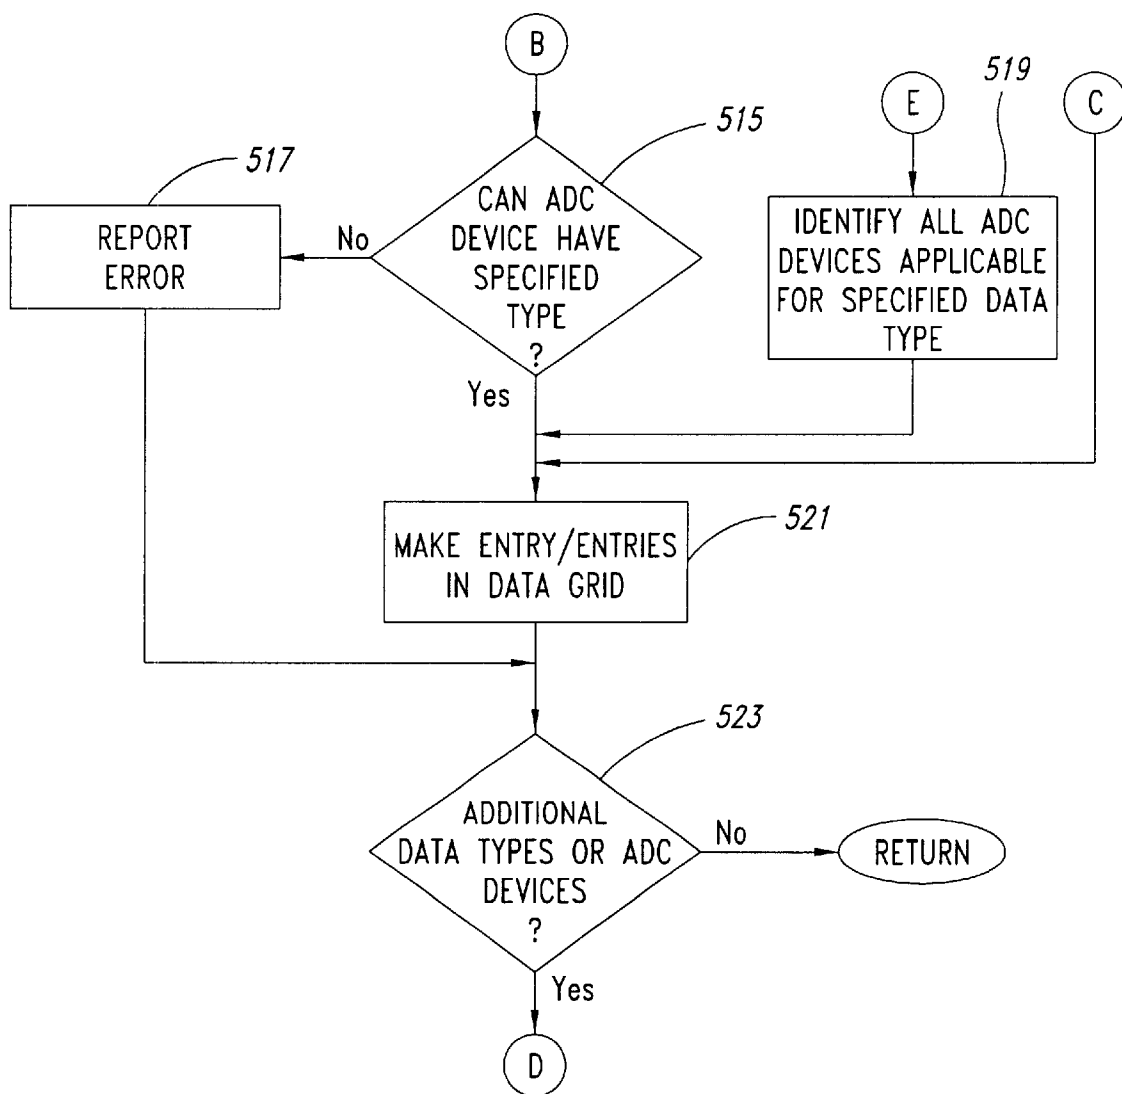 B
515
CAN ADC
DEVICE HAVE
SPECIFIED
TYPE
?
No
517
REPORT
ERROR
Yes
E
519
IDENTIFY ALL ADC
DEVICES APPLICABLE
FOR SPECIFIED DATA
TYPE
C
521
MAKE ENTRY/ENTRIES
IN DATA GRID
523
ADDITIONAL
DATA TYPES OR ADC
DEVICES
?
No
RETURN
Yes
D